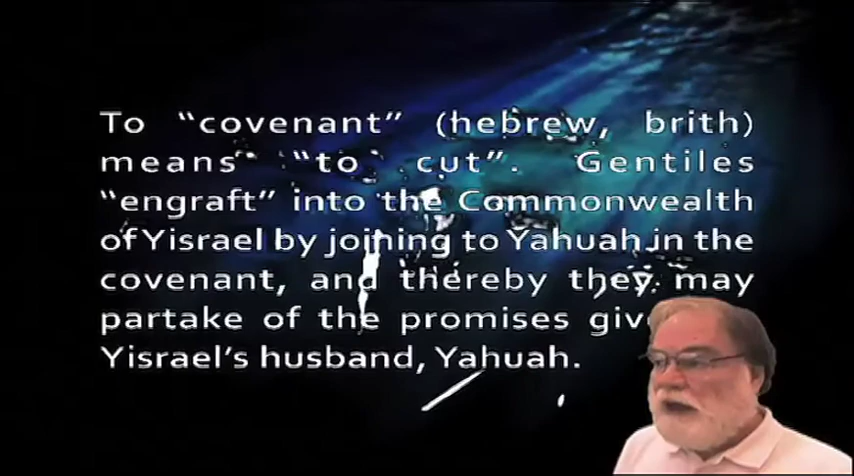 To “covenant” (hebrew, brith)
means “to cut”. Gentiles
“engraft” into the Commonwealth
of Yisrael by joining to Yahuah in the
covenant, and thereby they may
partake of the promises
Yisrael’s husband, Yahuah.